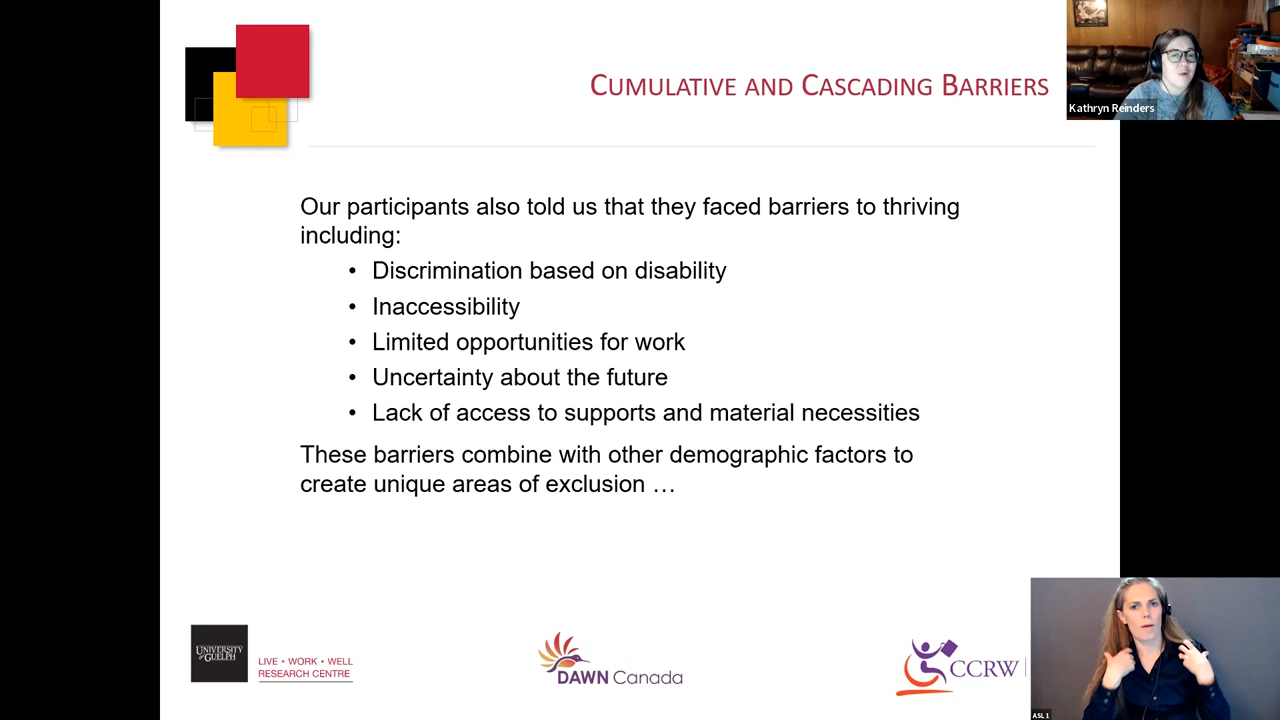 CUMULATIVE AND CASCADING BARRIERS
Kathryn Reinders
Our participants also told us that they faced barriers to thriving
including:
• Discrimination based on disability
• Inaccessibility
• Limited opportunities for work
• Uncertainty about the future
• Lack of access to supports and material necessities
These barriers combine with other demographic factors to
create unique areas of exclusion …
UNIVERSITY
of GUELPH
LIVE • WORK • WELL
RESEARCH CENTRE
DAWN Canada
CCRW
ASL 1